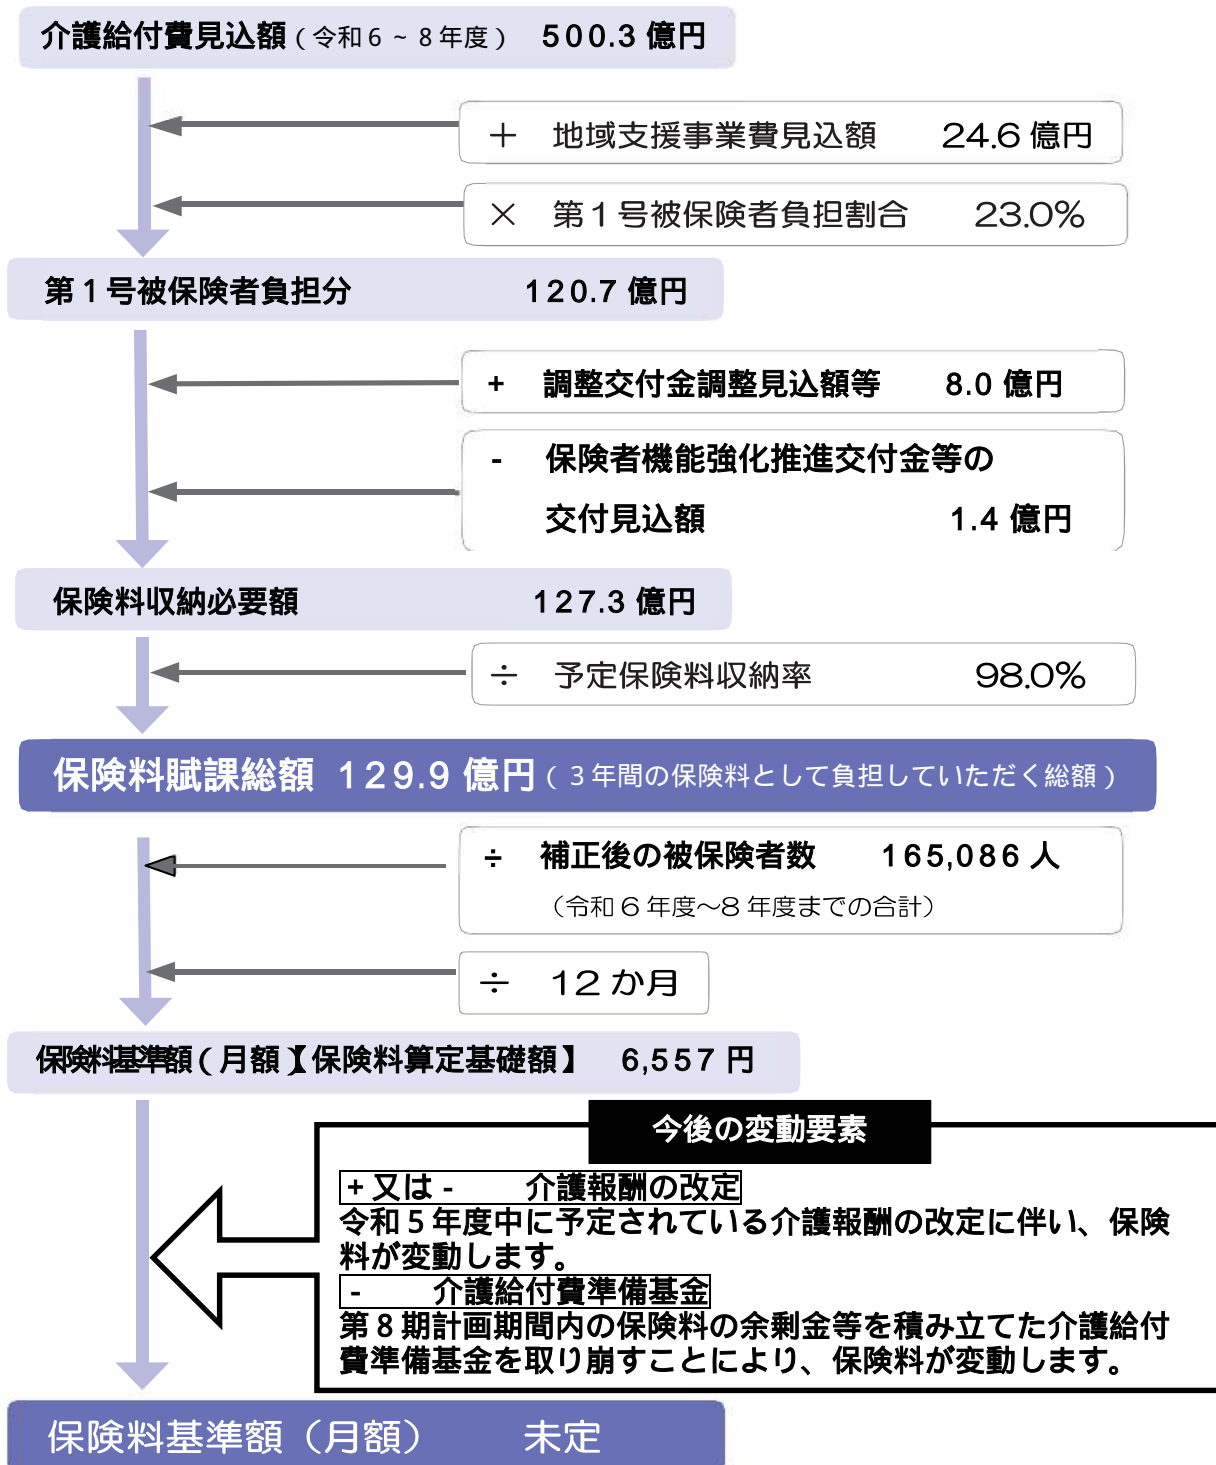 介護給付費見込額（令和６～８年度） 500.3億円
＋ 地域支援事業費見込額 24.6億円
× 第１号被保険者負担割合 23.0%
第１号被保険者負担分 120.7億円
+ 調整交付金調整見込額等 8.0億円
- 保険者機能強化推進交付金等の
交付見込額 1.4億円
保険料収納必要額 127.3億円
÷ 予定保険料収納率 98.0%
保険料賦課総額 129.9億円（３年間の保険料として負担していただく総額）
÷ 補正後の被保険者数 165,086人
（令和６年度～8年度までの合計）
÷ 12か月
保険料基準額（月額）【保険料算定基礎額】 6,557円
今後の変動要素
+又は- 介護報酬の改定
令和５年度中に予定されている介護報酬の改定に伴い、保険
料が変動します。
- 介護給付費準備基金
第８期計画期間内の保険料の余剰金等を積み立てた介護給付
費準備基金を取り崩すことにより、保険料が変動します。
保険料基準額（月額） 未定